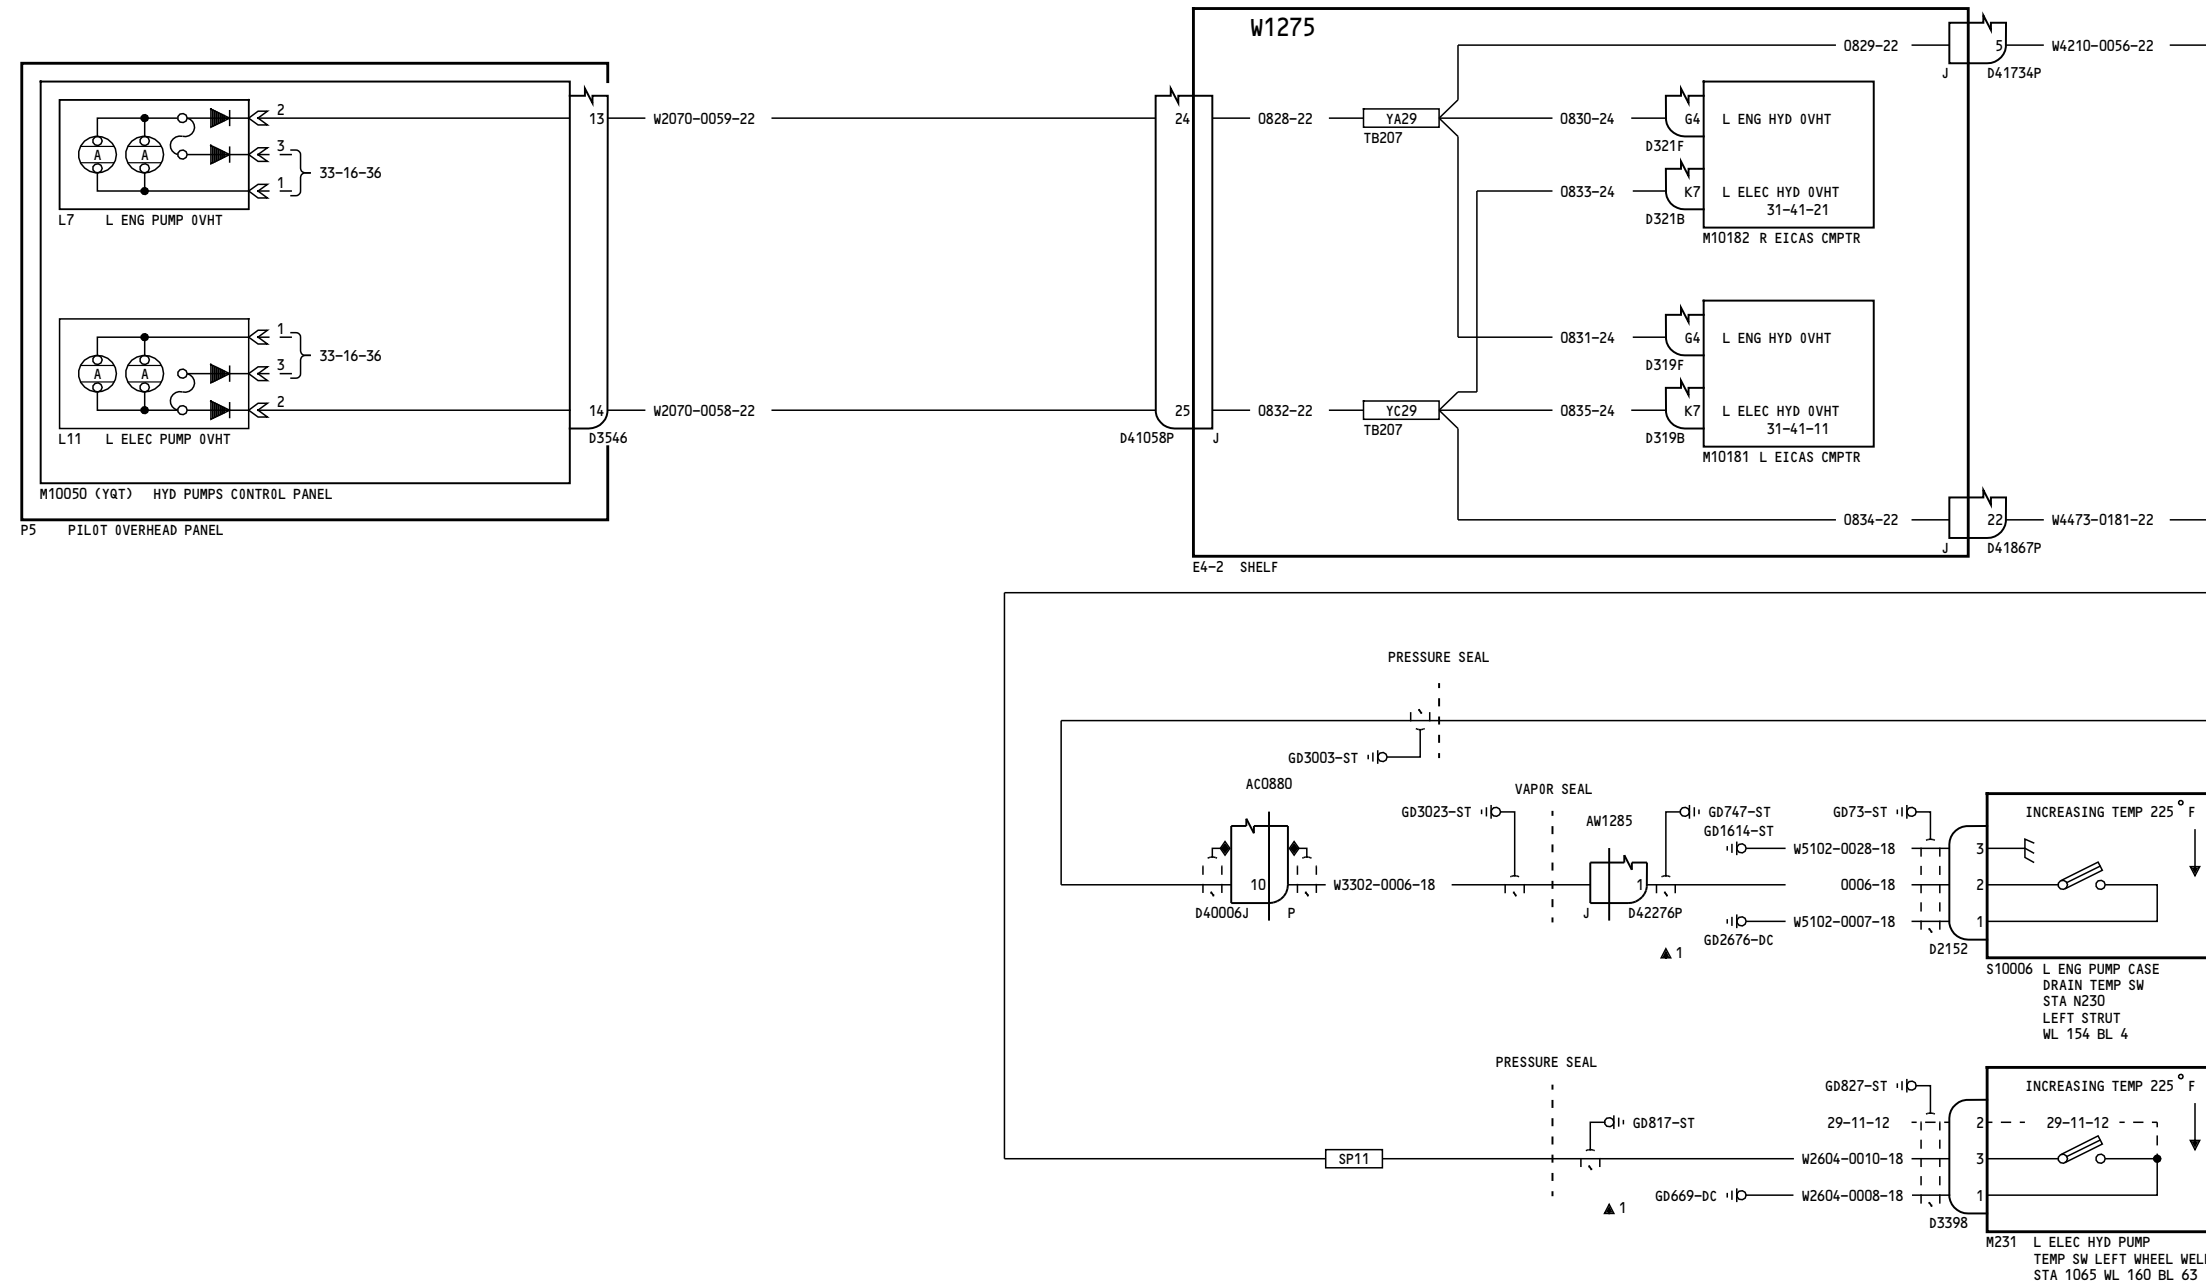 W1275
0829-22
5
W4210-0056-22
J
D41734P
2
13
W2070-0059-22
24
0828-22
YA29
TB207
0830-24
G4
L ENG HYD OVHT
D321F
A
A
3
33-16-36
1
0833-24
K7
L ELEC HYD OVHT
31-41-21
D321B
L7 L ENG PUMP OVHT
M10182 R EICAS CMPTR
1
33-16-36
3
A
A
2
0831-24
G4
L ENG HYD OVHT
D319F
14
W2070-0058-22
25
0832-22
YC29
TB207
0835-24
K7
L ELEC HYD OVHT
31-41-11
D319B
L11 L ELEC PUMP OVHT
D3546
D41058P
J
M10181 L EICAS CMPTR
M10050 (YQT) HYD PUMPS CONTROL PANEL
P5 PILOT OVERHEAD PANEL
0834-22
22
W4473-0181-22
J
D41867P
E4-2 SHELF
PRESSURE SEAL
GD3003-ST
AC0880
VAPOR SEAL
GD3023-ST
AW1285
GD747-ST
GD1614-ST
GD73-ST
INCREASING TEMP 225°F
W5102-0028-18
3
10
W3302-0006-18
1
0006-18
2
D40006J
P
J
D42276P
W5102-0007-18
1
GD2676-DC
D2152
1
S10006 L ENG PUMP CASE
DRAIN TEMP SW
STA N230
LEFT STRUT
WL 154 BL 4
PRESSURE SEAL
GD827-ST
INCREASING TEMP 225°F
GD817-ST
29-11-12
2
29-11-12
SP11
W2604-0010-18
3
GD669-DC
W2604-0008-18
1
1
D3398
M231 L ELEC HYD PUMP
TEMP SW LEFT WHEEL WELL
STA 1065 WL 160 BL 63